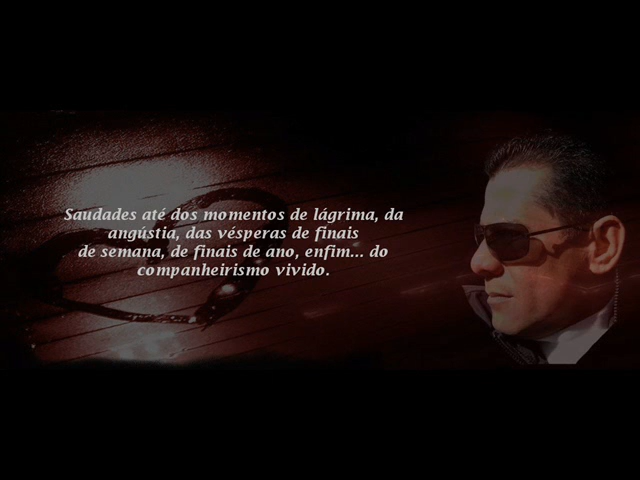 Saudades até dos momentos de lágrima, da
angústia, das vésperas de finais
de semana, de finais de ano, enfim... do
companheirismo vivido.